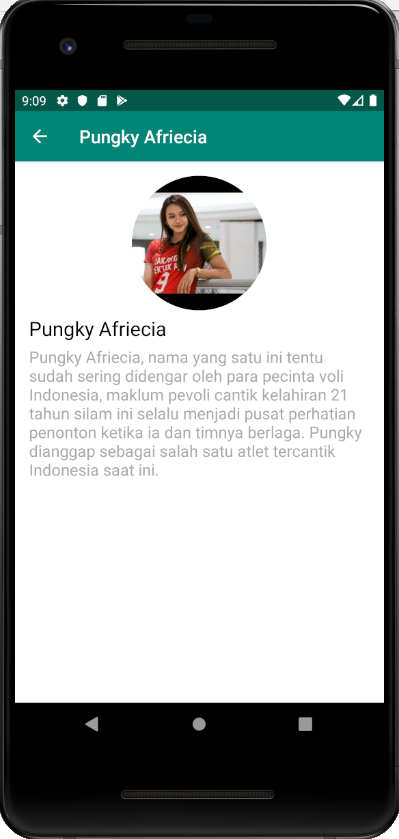 9:09
Pungky Afriecia
JAKARTA
3
Pungky Afriecia
Pungky Afriecia, nama yang satu ini tentu
sudah sering didengar oleh para pecinta voli
Indonesia, maklum pevoli cantik kelahiran 21
tahun silam ini selalu menjadi pusat perhatian
penonton ketika ia dan timnya berlaga. Pungky
dianggap sebagai salah satu atlet tercantik
Indonesia saat ini.